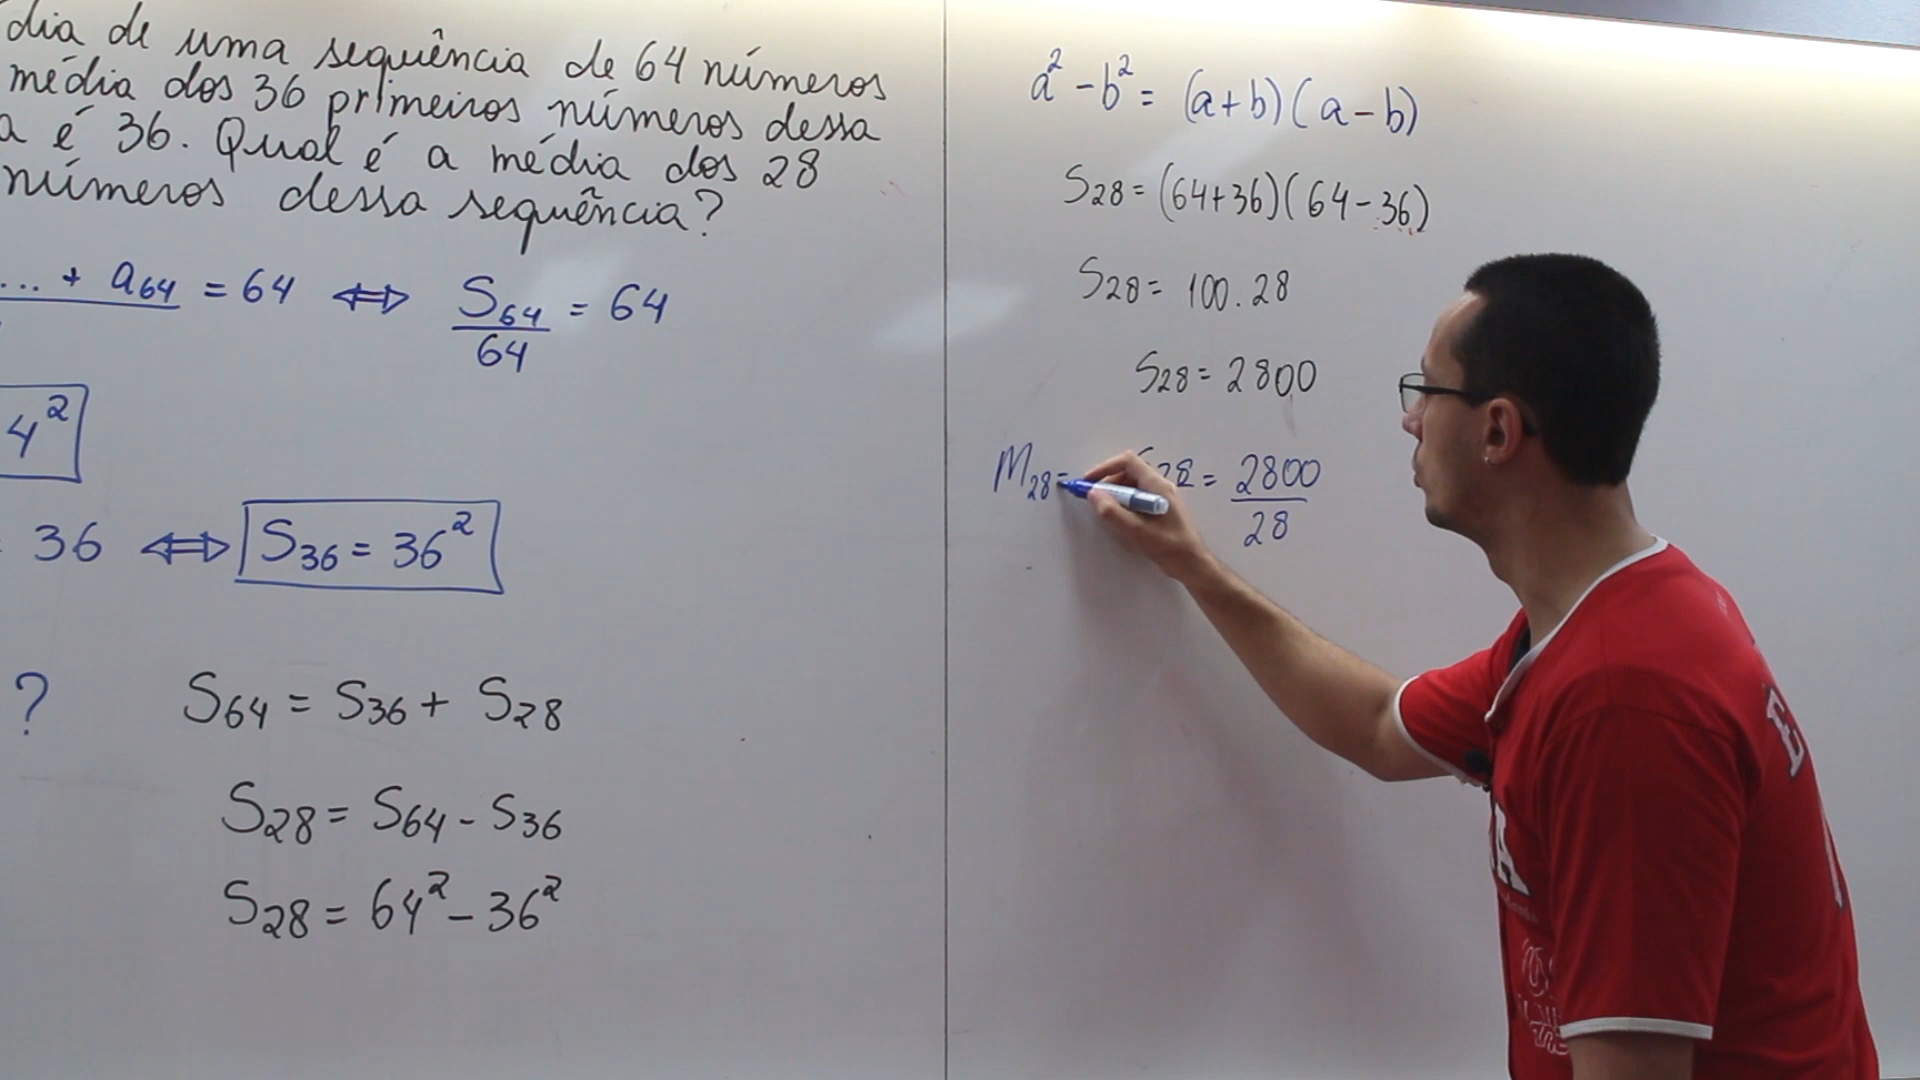 dia de uma sequência de 64 números
média dos 36 primeiros números dessa
a é 36. Qual é a média dos 28
números dessa sequência?
... + a₆₄ = 64 ⇔ S₆₄/64 = 64
4²
36 ⇔ S₃₆ = 36²
?
S₆₄ = S₃₆ + S₂₈
S₂₈ = S₆₄ - S₃₆
S₂₈ = 64² - 36²
a² - b² = (a+b)(a-b)
S₂₈ = (64+36)(64-36)
S₂₈ = 100.28
S₂₈ = 2800
M₂₈ = S₂₈ = 2800/28